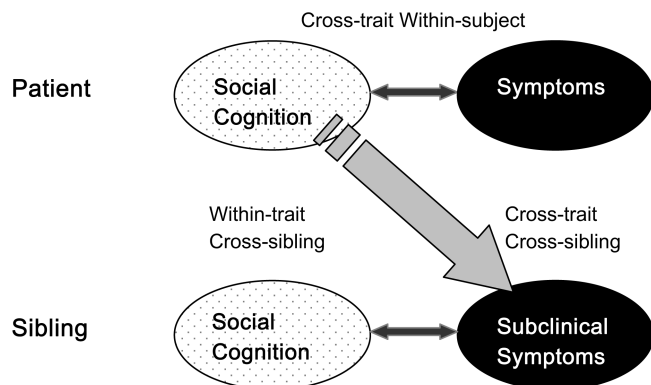 Cross-trait Within-subject
Patient
Social
Cognition
Symptoms
Within-trait
Cross-sibling
Cross-trait
Cross-sibling
Sibling
Social
Cognition
Subclinical
Symptoms